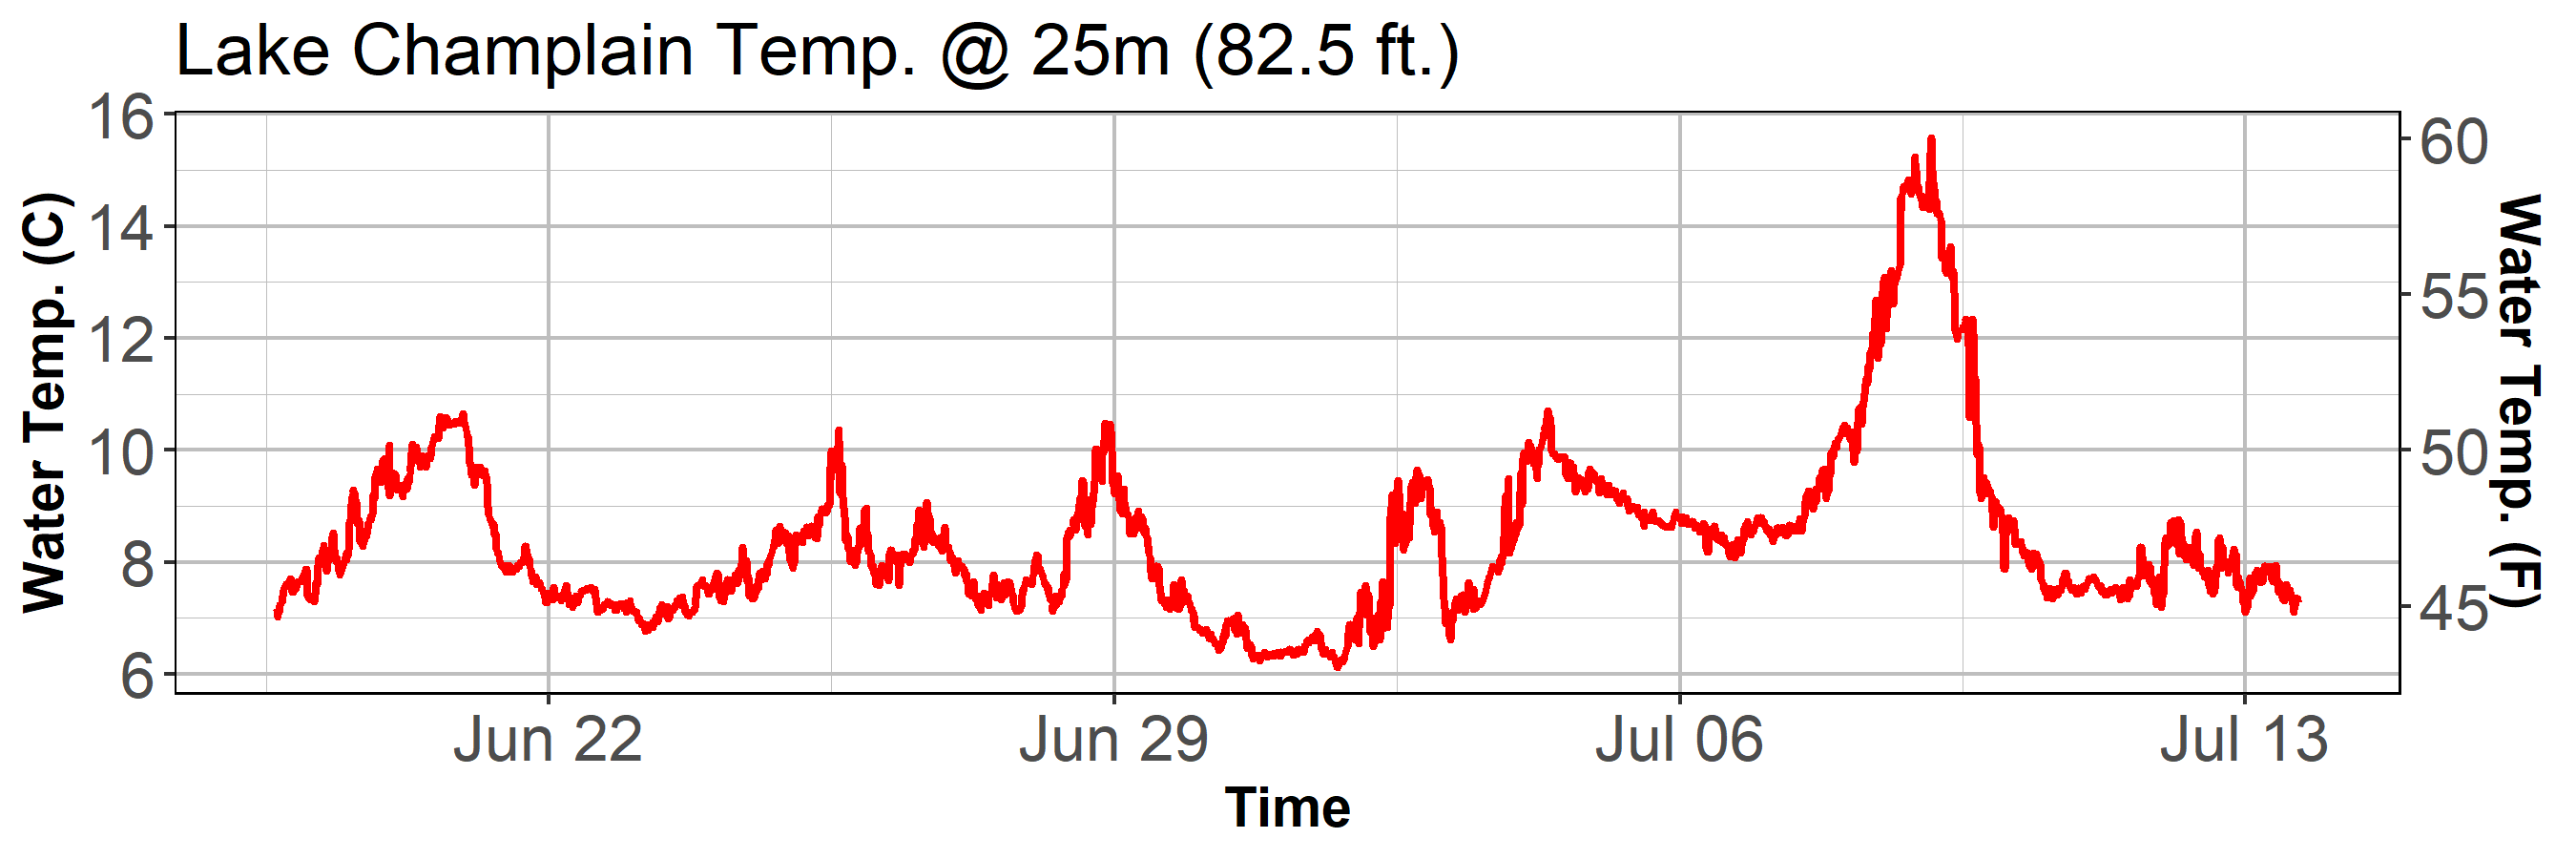 Lake Champlain Temp. @ 25m (82.5 ft.)
Water Temp. (C)
16
14
12
10
8
6
60
55
50
45
Water Temp. (F)
Jun 22 Jun 29 Jul 06 Jul 13
Time